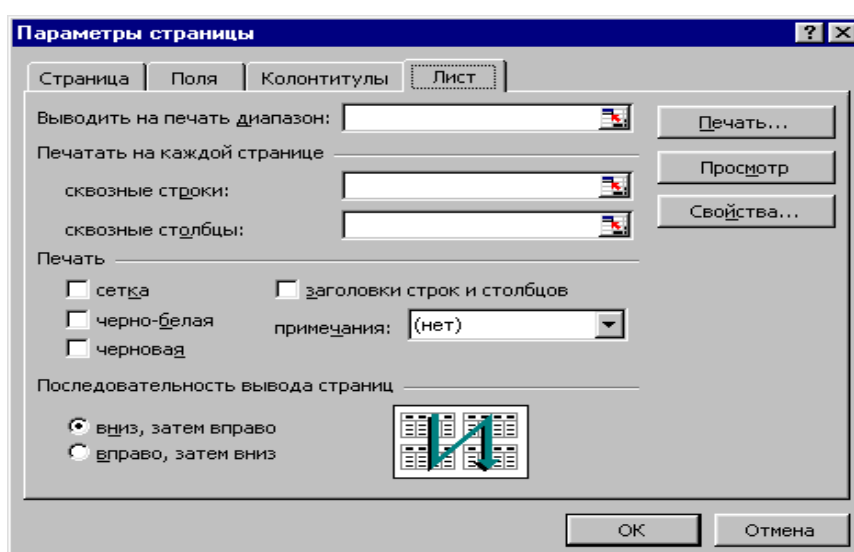 Параметры страницы
Страница Поля Колонтитулы Лист
Выводить на печать диапазон:
Печать...
Печатать на каждой странице
Просмотр
сквозные строки:
Свойства...
сквозные столбцы:
Печать
сетка заголовки строк и столбцов
черно-белая примечания: (нет)
черновая
Последовательность вывода страниц
вниз, затем вправо
вправо, затем вниз
ОК Отмена